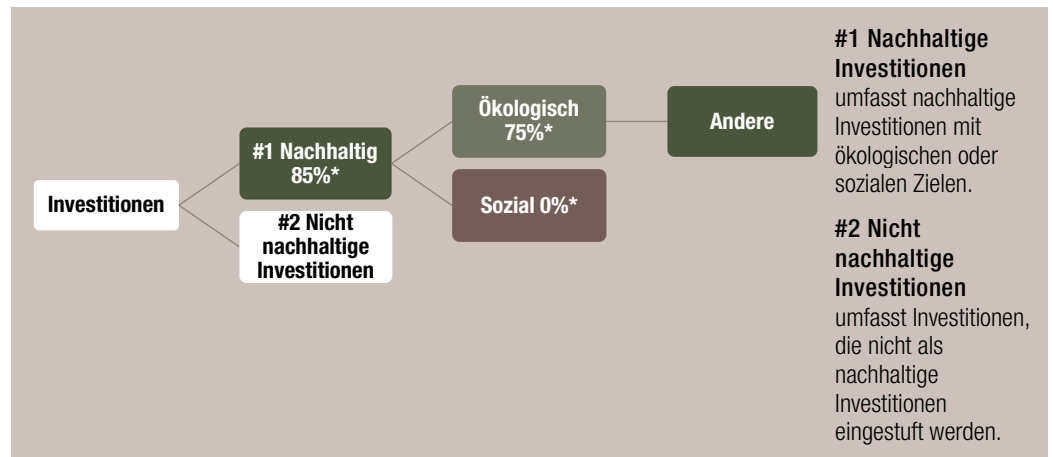 Investitionen
#1 Nachhaltig
85%*
#2 Nicht
nachhaltige
Investitionen
Ökologisch
75%*
Sozial 0%*
Andere
#1 Nachhaltige
Investitionen
umfasst nachhaltige
Investitionen mit
ökologischen oder
sozialen Zielen.
#2 Nicht
nachhaltige
Investitionen
umfasst Investitionen,
die nicht als
nachhaltige
Investitionen
eingestuft werden.